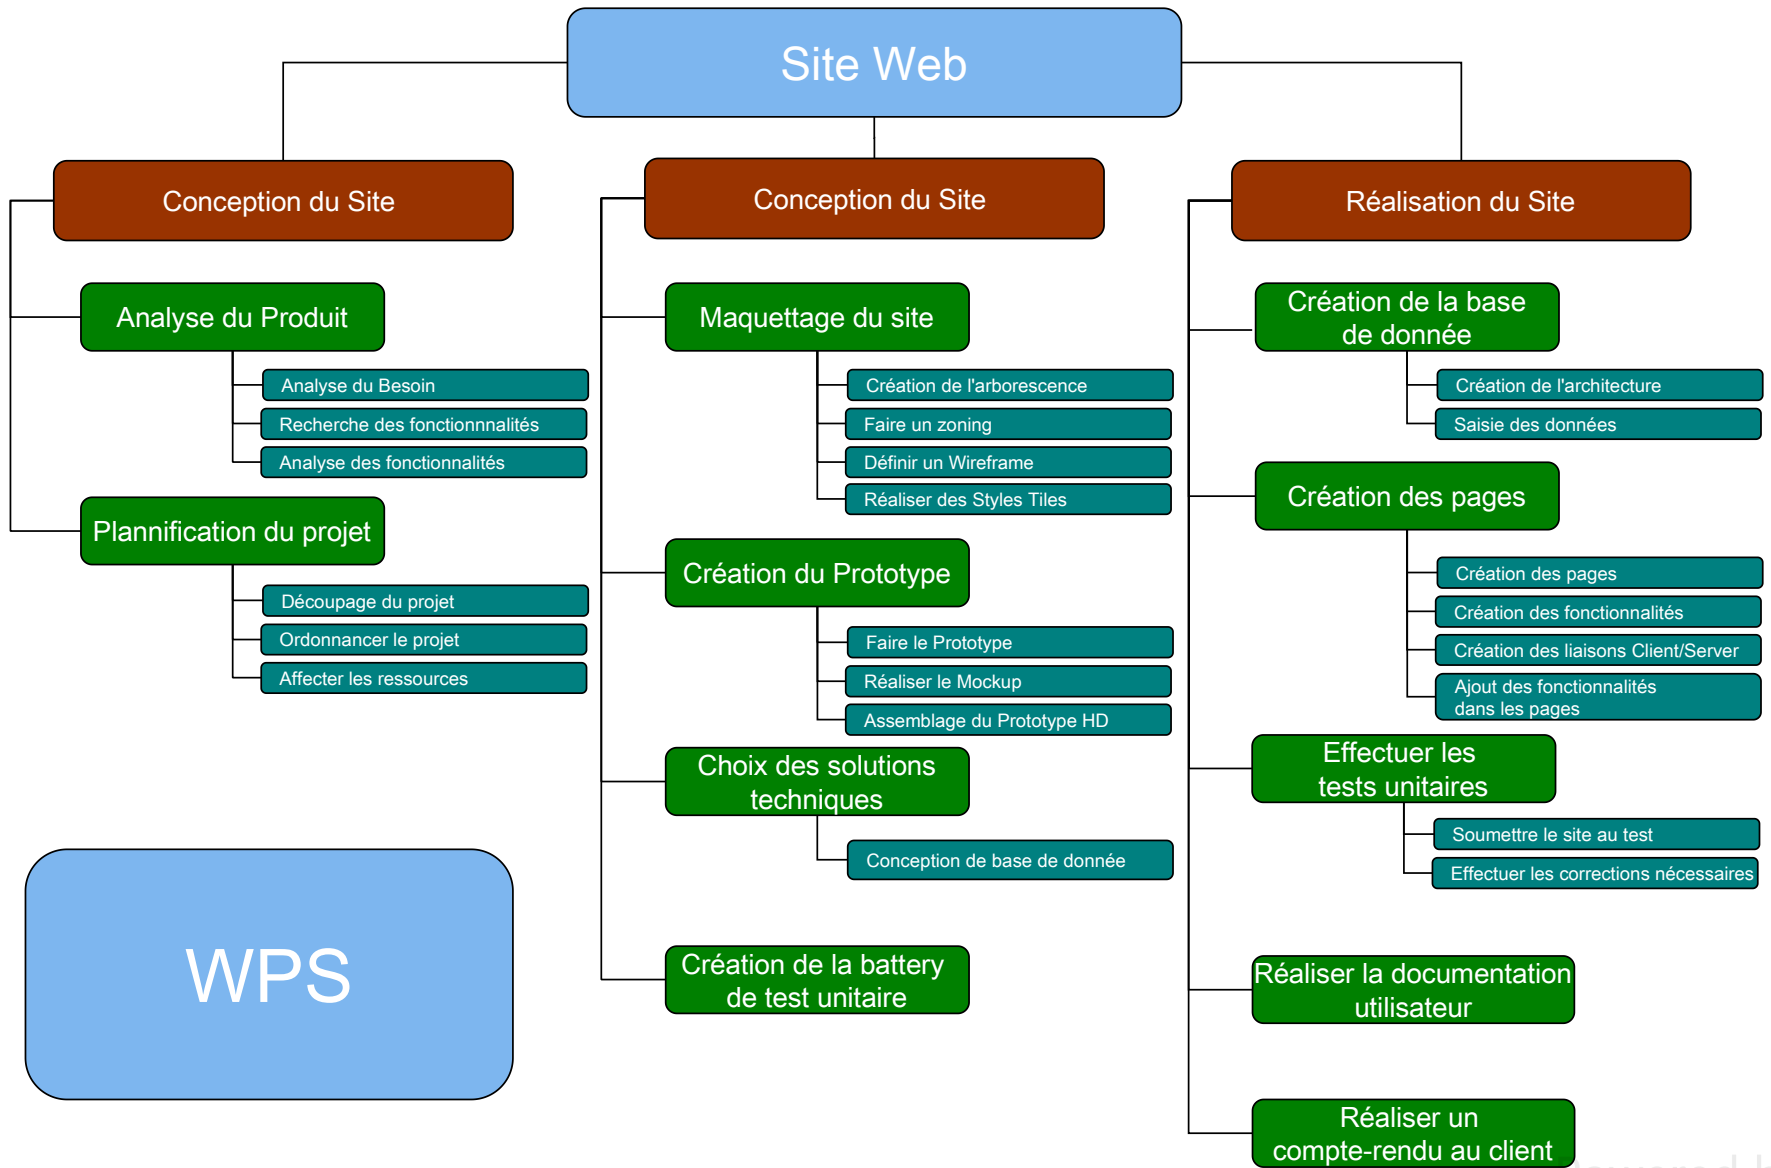 Site Web
Conception du Site
Analyse du Produit
Analyse du Besoin
Recherche des fonctionnnalités
Analyse des fonctionnalités
Plannification du projet
Découpage du projet
Ordonnancer le projet
Affecter les ressources
WPS
Conception du Site
Maquettage du site
Création de l'arborescence
Faire un zoning
Définir un Wireframe
Réaliser des Styles Tiles
Création du Prototype
Faire le Prototype
Réaliser le Mockup
Assemblage du Prototype HD
Choix des solutions
techniques
Conception de base de donnée
Création de la battery
de test unitaire
Réalisation du Site
Création de la base
de donnée
Création de l'architecture
Saisie des données
Création des pages
Création des pages
Création des fonctionnalités
Création des liaisons Client/Server
Ajout des fonctionnalités
dans les pages
Effectuer les
tests unitaires
Soumettre le site au test
Effectuer les corrections nécessaires
Réaliser la documentation
utilisateur
Réaliser un
compte-rendu au client